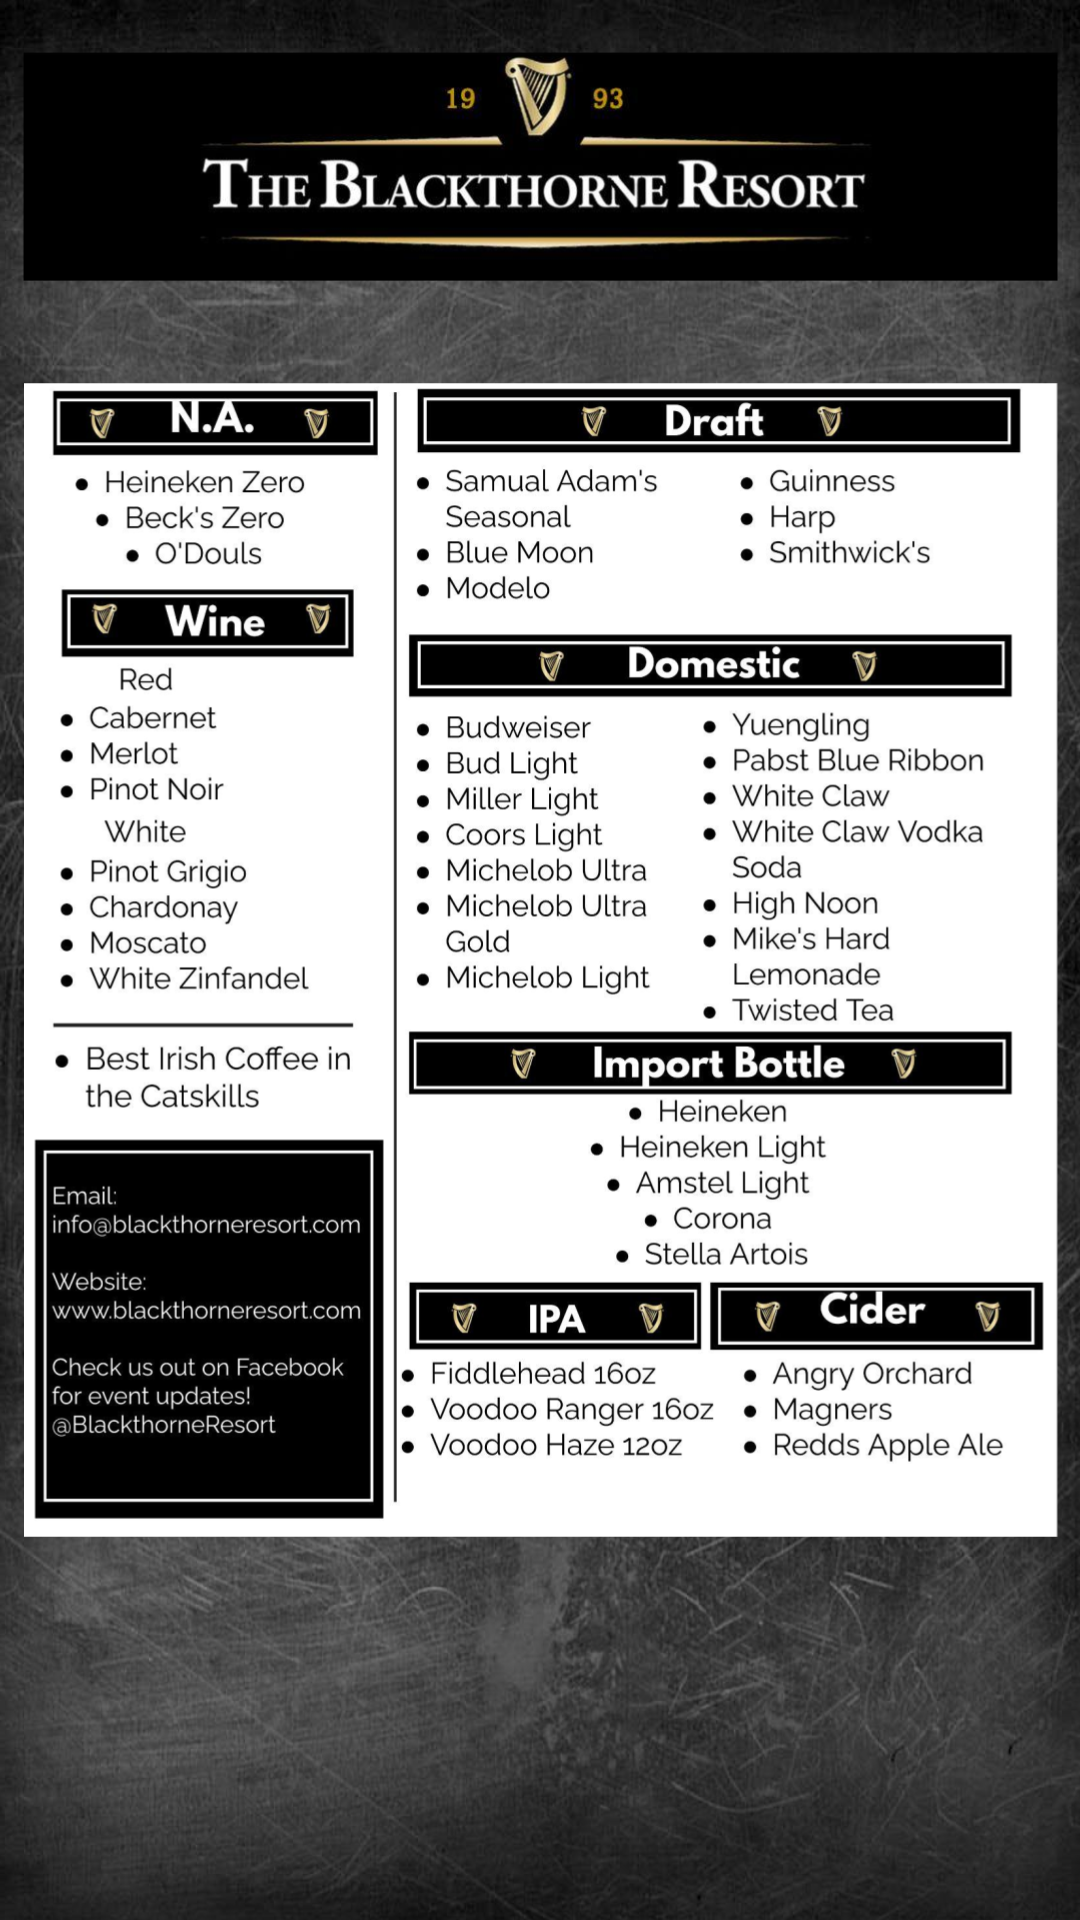 19 93
THE BLACKTHORNE RESORT
N.A.
Heineken Zero
Beck's Zero
O'Douls
Wine
Red
Cabernet
Merlot
Pinot Noir
White
Pinot Grigio
Chardonay
Moscato
White Zinfandel
Best Irish Coffee in
the Catskills
Email:
info@blackthorneresort.com
Website:
www.blackthorneresort.com
Check us out on Facebook
for event updates!
@BlackthorneResort
Draft
Samual Adam's
Seasonal
Blue Moon
Modelo
Guinness
Harp
Smithwick's
Domestic
Budweiser
Bud Light
Miller Light
Coors Light
Michelob Ultra
Michelob Ultra
Gold
Michelob Light
Yuengling
Pabst Blue Ribbon
White Claw
White Claw Vodka
Soda
High Noon
Mike's Hard
Lemonade
Twisted Tea
Import Bottle
Heineken
Heineken Light
Amstel Light
Corona
Stella Artois
IPA
Fiddlehead 16oz
Voodoo Ranger 16oz
Voodoo Haze 12oz
Cider
Angry Orchard
Magners
Redds Apple Ale